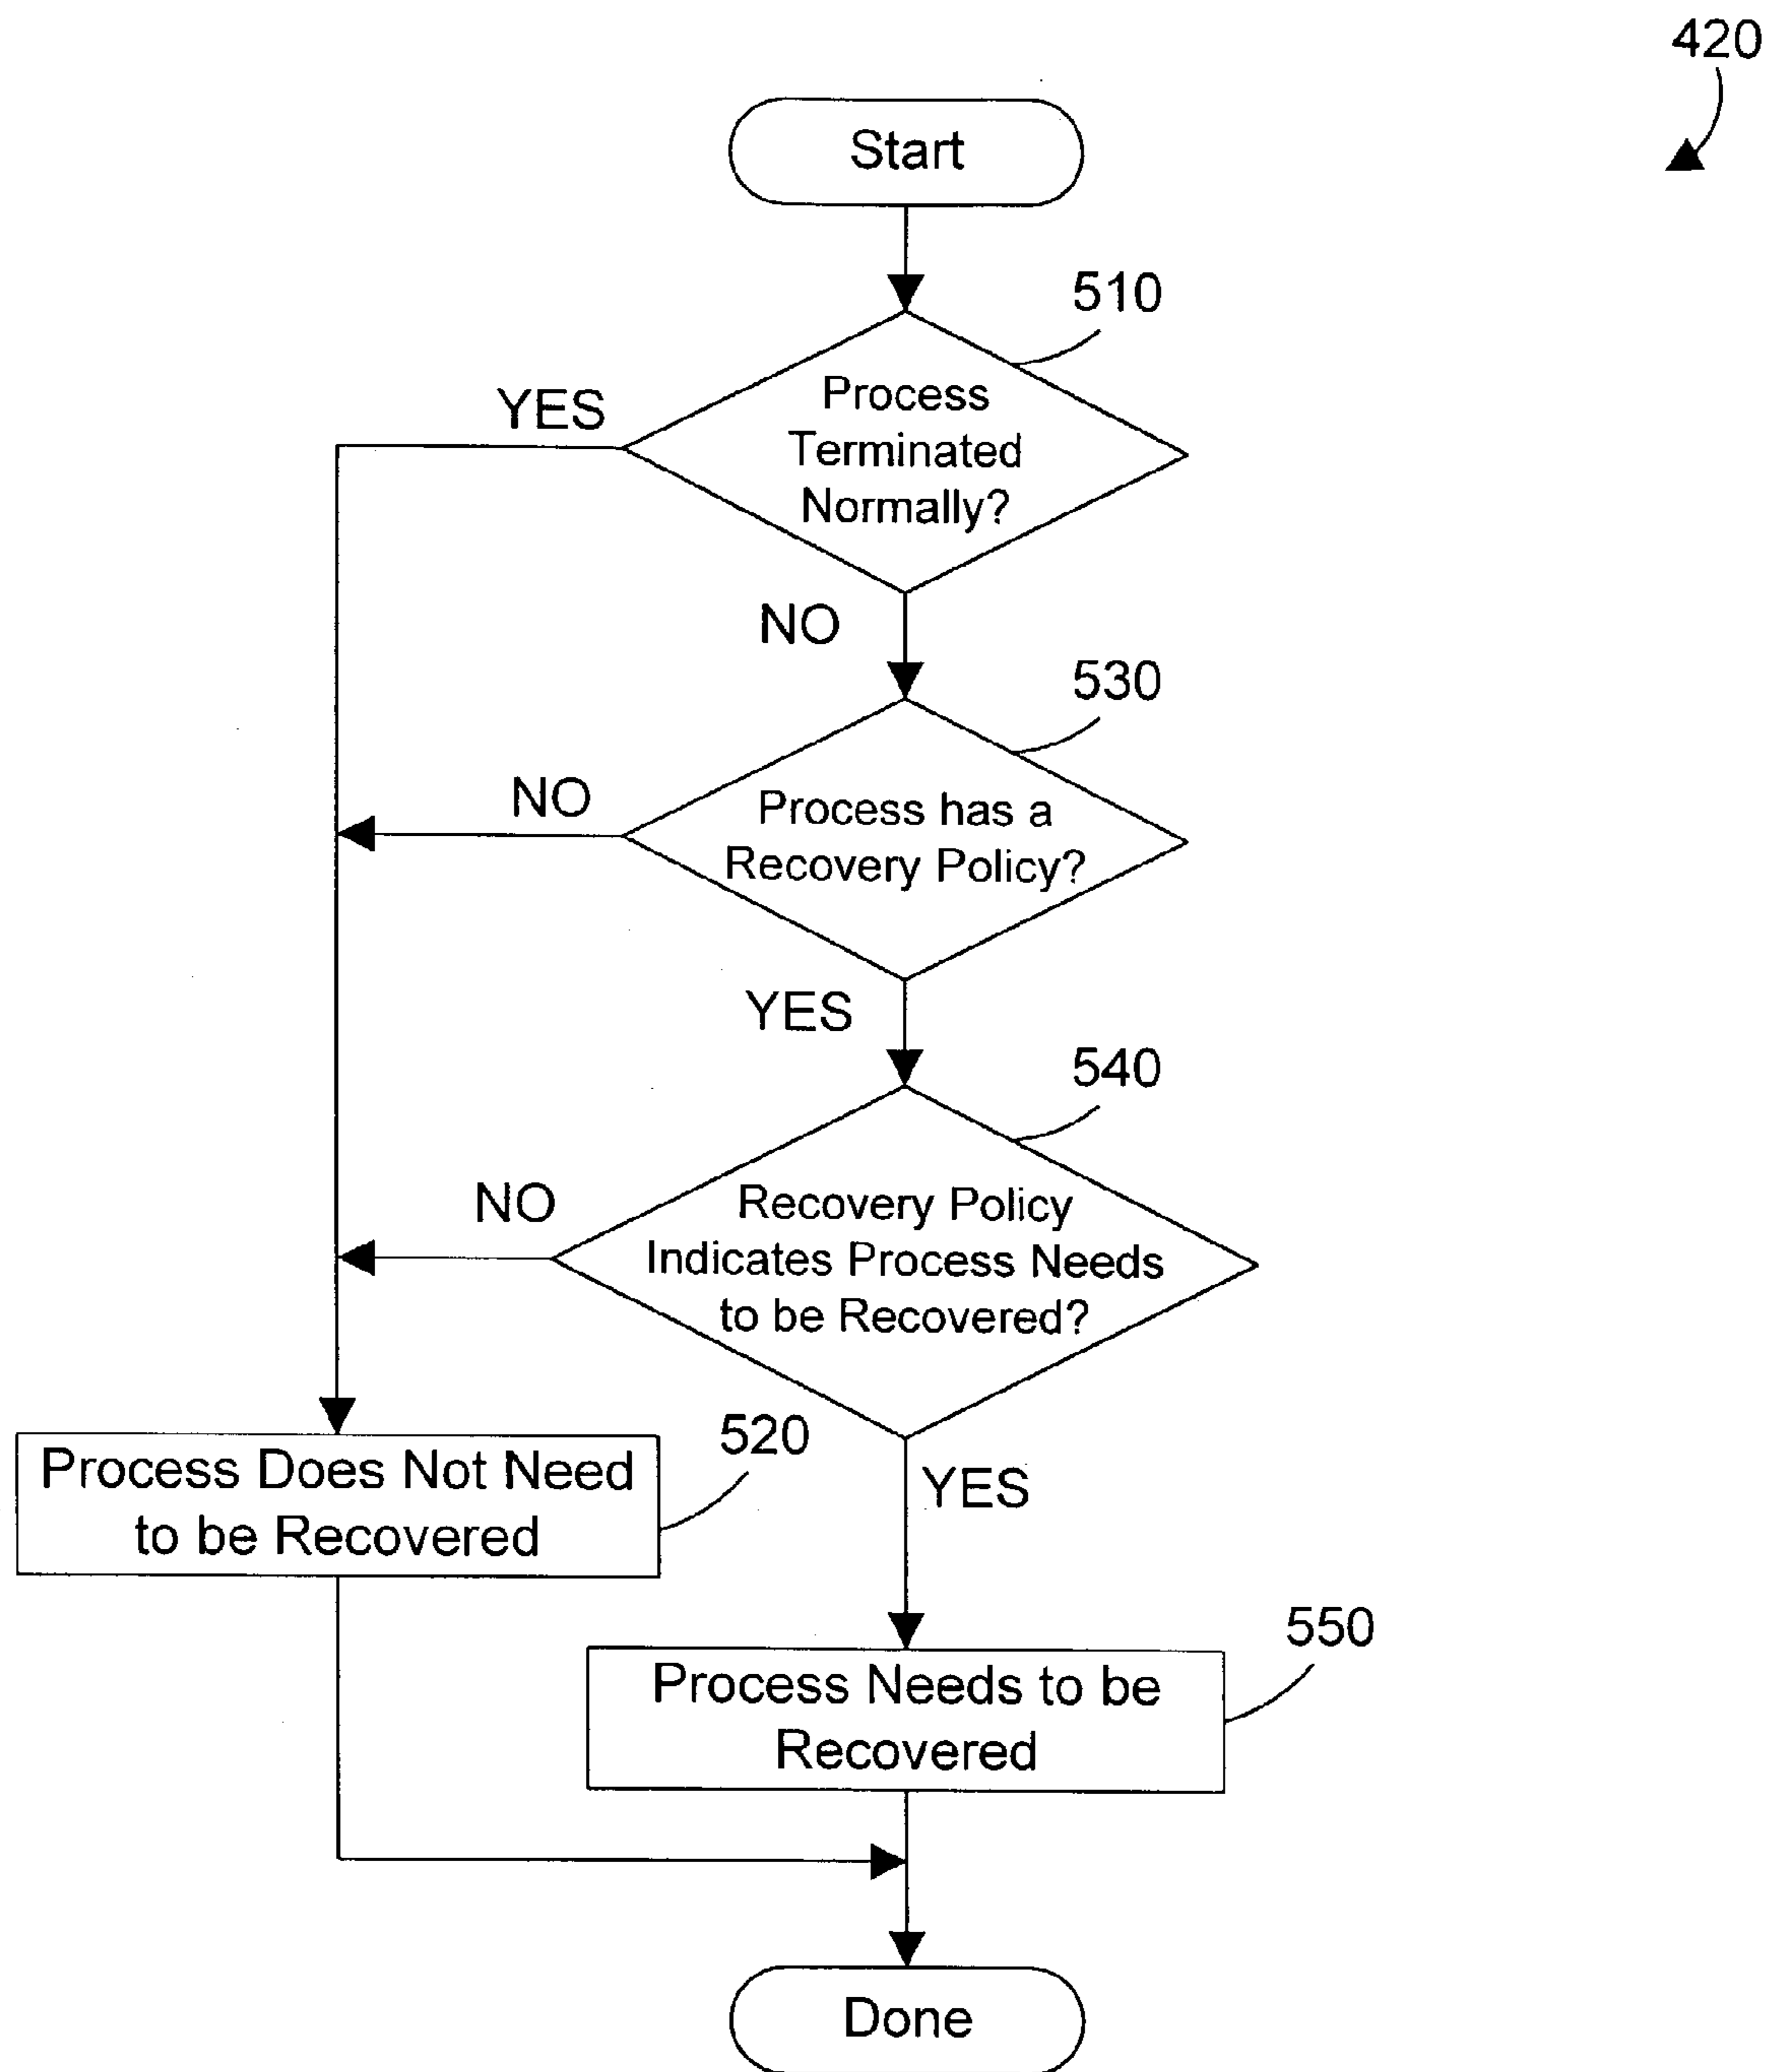 420
Start
510
Process
Terminated
Normally?
YES
NO
530
Process has a
Recovery Policy?
NO
YES
540
Recovery Policy
Indicates Process Needs
to be Recovered?
NO
520
Process Does Not Need
to be Recovered
YES
550
Process Needs to be
Recovered
Done